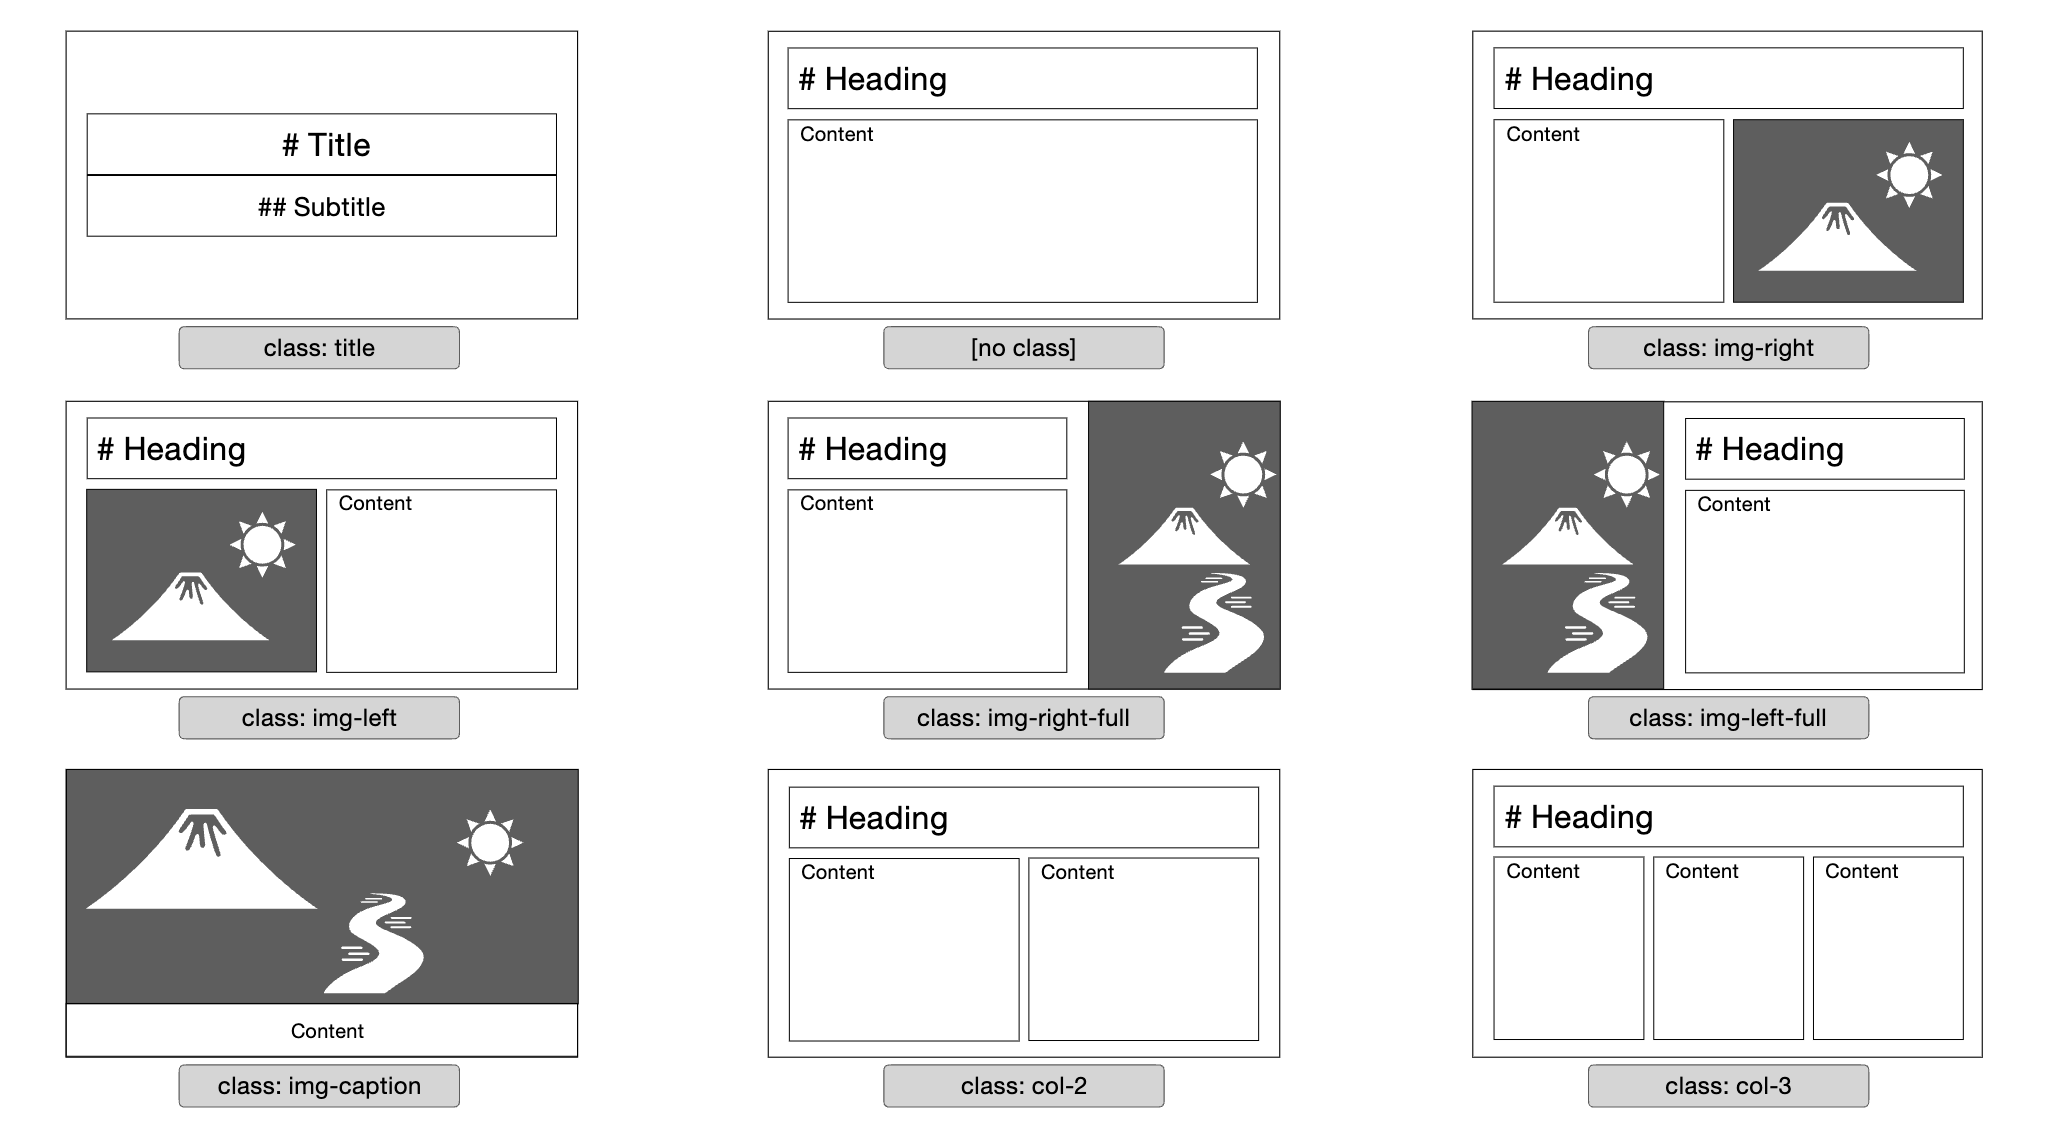 # Title
## Subtitle
class: title
# Heading
Content
[no class]
# Heading
Content
class: img-right
# Heading
Content
class: img-left
# Heading
Content
class: img-right-full
# Heading
Content
class: img-left-full
Content
class: img-caption
# Heading
Content
Content
class: col-2
# Heading
Content
Content
Content
class: col-3